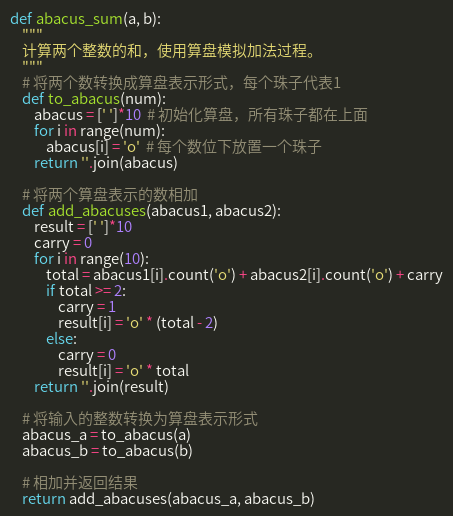 def abacus_sum(a, b):
    """
    计算两个整数的和，使用算盘模拟加法过程。
    """
    # 将两个数转换成算盘表示形式，每个珠子代表1
    def to_abacus(num):
        abacus = [' ']*10  # 初始化算盘，所有珠子都在上面
        for i in range(num):
            abacus[i] = 'o'  # 每个数位下放置一个珠子
        return ''.join(abacus)

    # 将两个算盘表示的数相加
    def add_abacuses(abacus1, abacus2):
        result = [' ']*10
        carry = 0
        for i in range(10):
            total = abacus1[i].count('o') + abacus2[i].count('o') + carry
            if total >= 2:
                carry = 1
                result[i] = 'o' * (total - 2)
            else:
                carry = 0
                result[i] = 'o' * total
        return ''.join(result)

    # 将输入的整数转换为算盘表示形式
    abacus_a = to_abacus(a)
    abacus_b = to_abacus(b)

    # 相加并返回结果
    return add_abacuses(abacus_a, abacus_b)